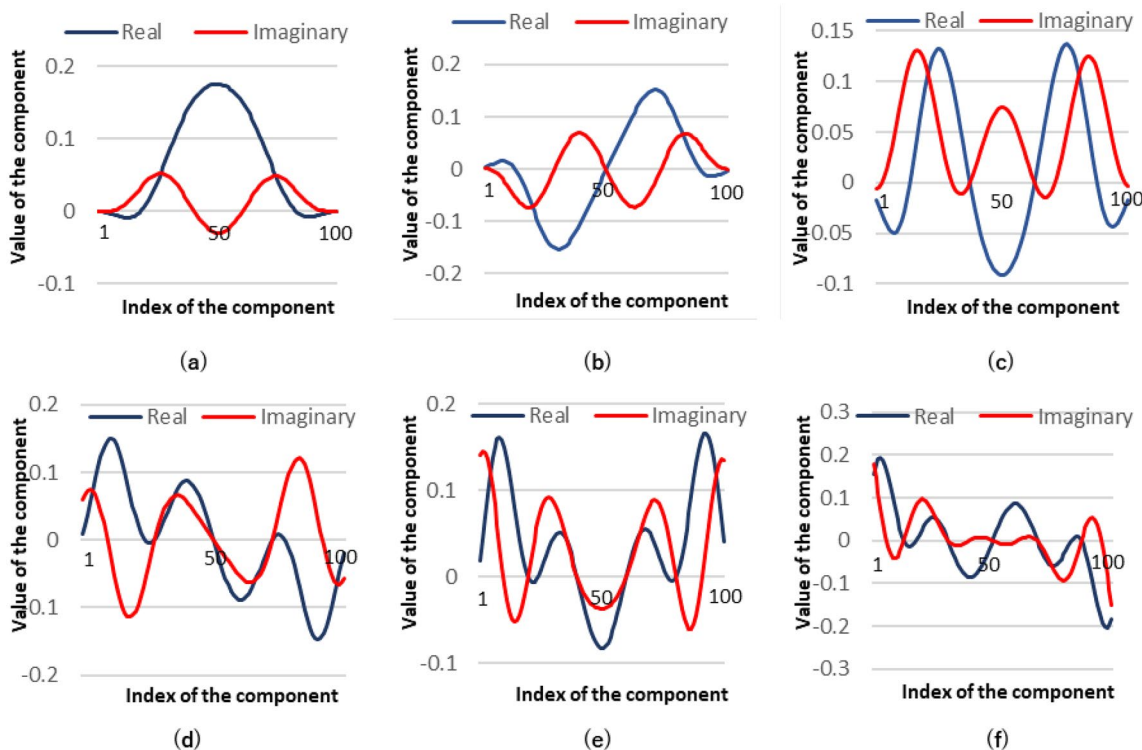 Real Imaginary
Value of the component
0.2
0.1
0
-0.1
1 50 100
Index of the component
(a)
Real Imaginary
Value of the component
0.2
0.1
0
-0.1
-0.2
1 50 100
Index of the component
(b)
Real Imaginary
Value of the component
0.15
0.1
0.05
0
-0.05
-0.1
1 50 100
Index of the component
(c)
Real Imaginary
Value of the component
0.2
0.1
0
-0.1
-0.2
1 50 100
Index of the component
(d)
Real Imaginary
Value of the component
0.2
0.1
0
-0.1
1 50 100
Index of the component
(e)
Real Imaginary
Value of the component
0.3
0.2
0.1
0
-0.1
-0.2
-0.3
1 50 100
Index of the component
(f)